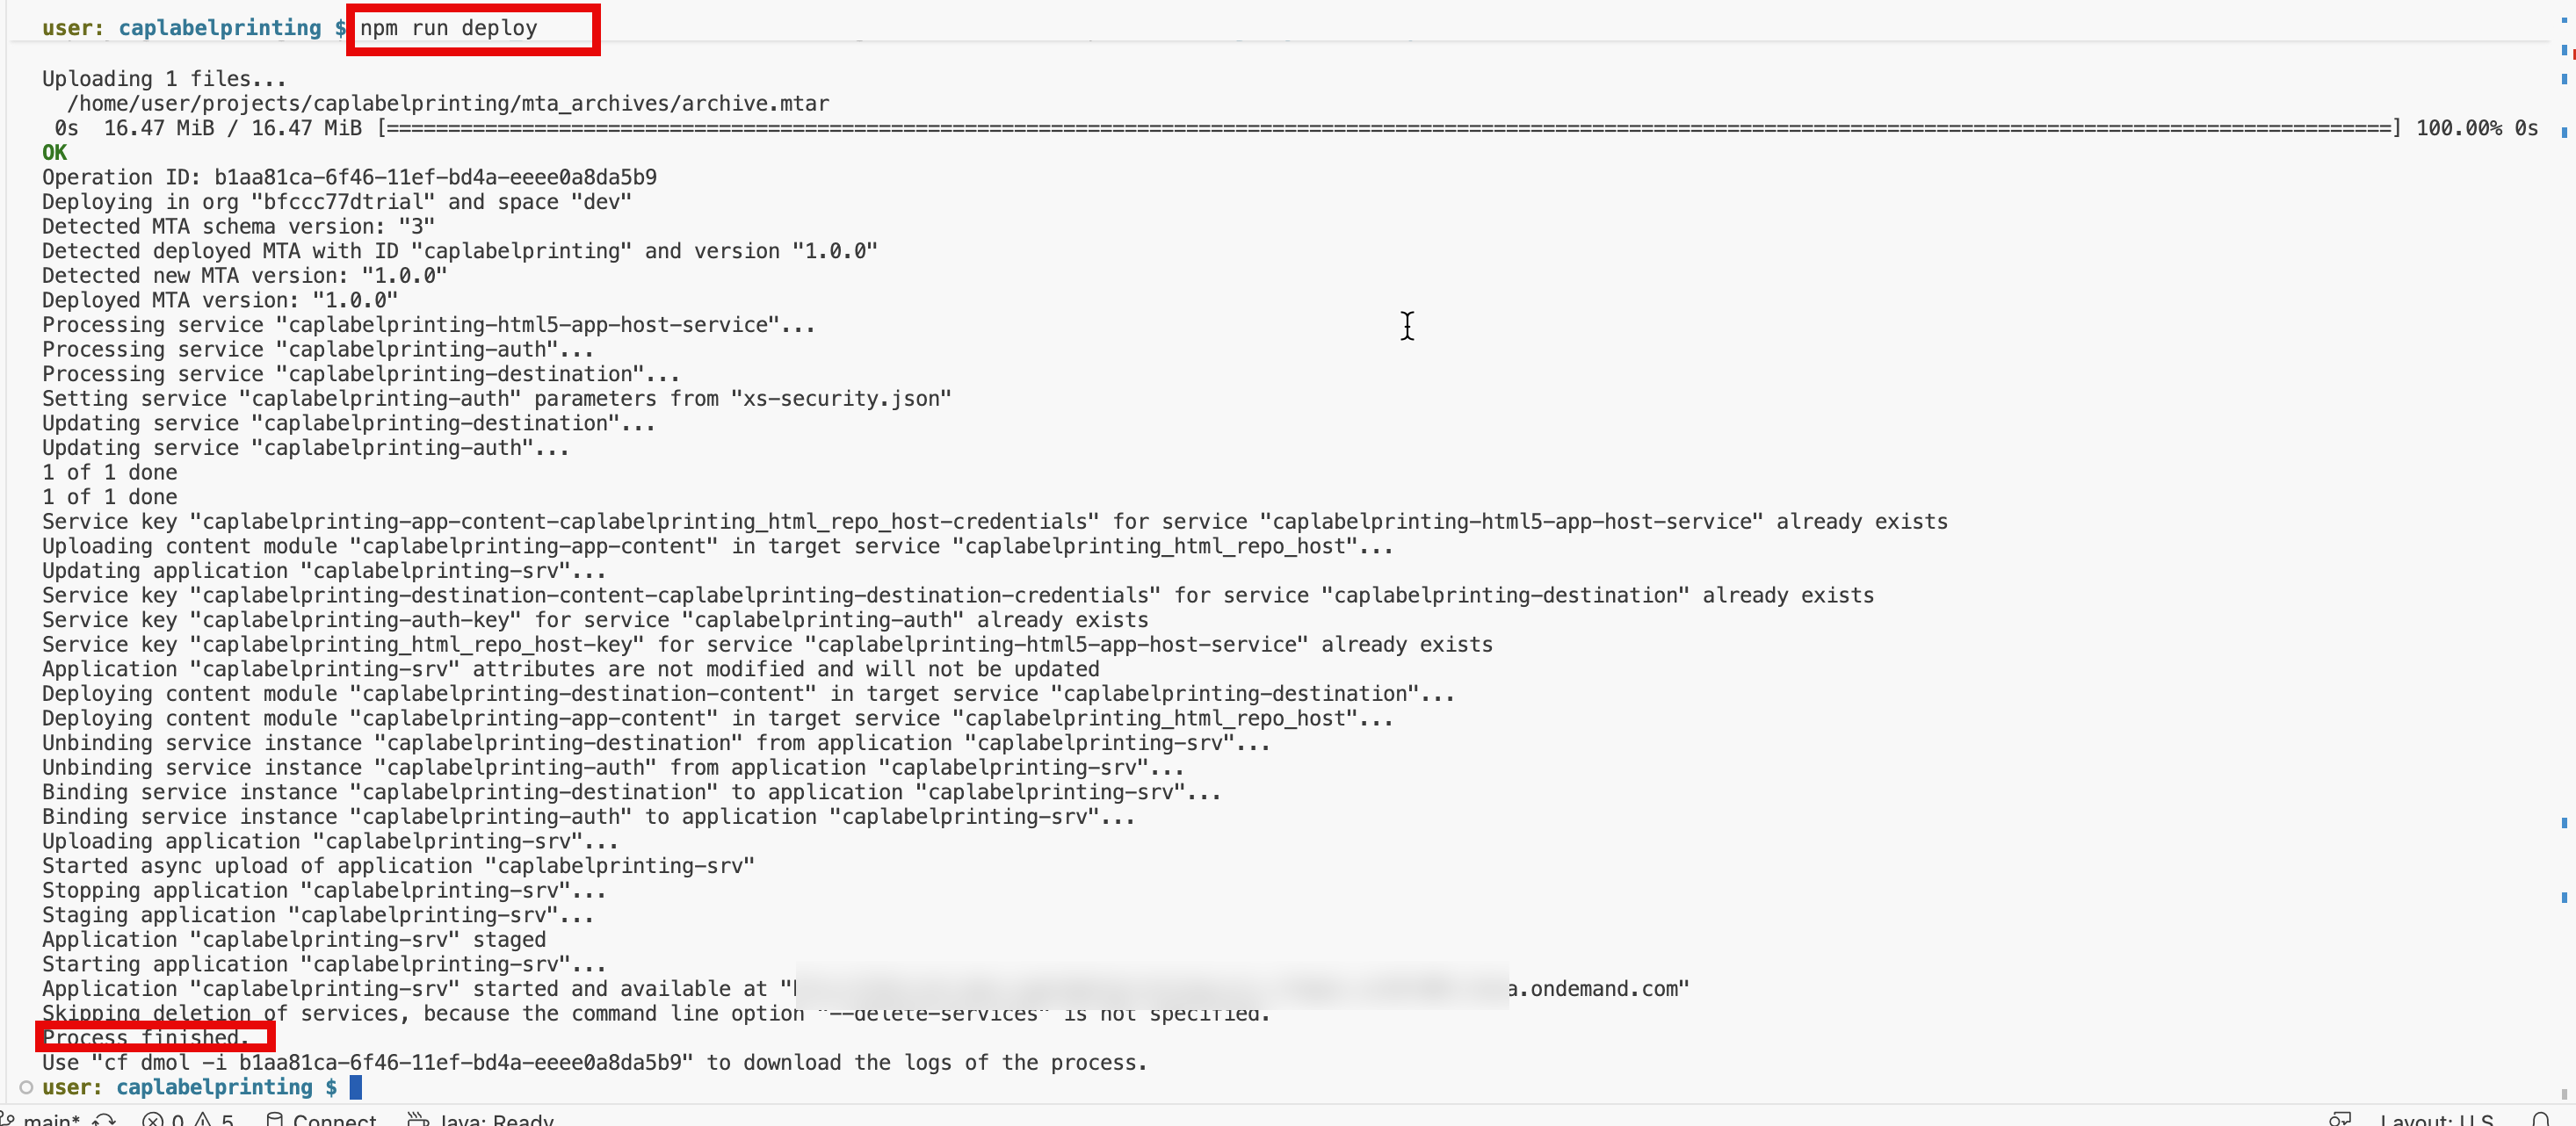 user: caplabelprinting $ npm run deploy
Uploading 1 files...
/home/user/projects/caplabelprinting/mta_archives/archive.mtar
0s 16.47 MiB / 16.47 MiB [====================================================================================================================================================================] 100.00% 0s
OK
Operation ID: b1aa81ca-6f46-11ef-bd4a-eeee0a8da5b9
Deploying in org "bfccc77dtrial" and space "dev"
Detected MTA schema version: "3"
Detected deployed MTA with ID "caplabelprinting" and version "1.0.0"
Detected new MTA version: "1.0.0"
Deployed MTA version: "1.0.0"
Processing service "caplabelprinting-html5-app-host-service"...
Processing service "caplabelprinting-auth"...
Processing service "caplabelprinting-destination"...
Setting service "caplabelprinting-auth" parameters from "xs-security.json"
Updating service "caplabelprinting-destination"...
Updating service "caplabelprinting-auth"...
1 of 1 done
1 of 1 done
Service key "caplabelprinting-app-content-caplabelprinting_html_repo_host-credentials" for service "caplabelprinting-html5-app-host-service" already exists
Uploading content module "caplabelprinting-app-content" in target service "caplabelprinting_html_repo_host"...
Updating application "caplabelprinting-srv"...
Service key "caplabelprinting-destination-content-caplabelprinting-destination-credentials" for service "caplabelprinting-destination" already exists
Service key "caplabelprinting-auth-key" for service "caplabelprinting-auth" already exists
Service key "caplabelprinting_html_repo_host-key" for service "caplabelprinting-html5-app-host-service" already exists
Application "caplabelprinting-srv" attributes are not modified and will not be updated
Deploying content module "caplabelprinting-destination-content" in target service "caplabelprinting-destination"...
Deploying content module "caplabelprinting-app-content" in target service "caplabelprinting_html_repo_host"...
Unbinding service instance "caplabelprinting-destination" from application "caplabelprinting-srv"...
Unbinding service instance "caplabelprinting-auth" from application "caplabelprinting-srv"...
Binding service instance "caplabelprinting-destination" to application "caplabelprinting-srv"...
Binding service instance "caplabelprinting-auth" to application "caplabelprinting-srv"...
Uploading application "caplabelprinting-srv"...
Started async upload of application "caplabelprinting-srv"
Stopping application "caplabelprinting-srv"...
Staging application "caplabelprinting-srv"...
Application "caplabelprinting-srv" staged
Starting application "caplabelprinting-srv"...
Application "caplabelprinting-srv" started and available at " a.ondemand.com"
Skipping deletion of services, because the command line option "--delete-services" is not specified.
Process finished.
Use "cf dmol -i b1aa81ca-6f46-11ef-bd4a-eeee0a8da5b9" to download the logs of the process.
user: caplabelprinting $
main* 0 5 Connect Java: Ready Layout: U.S.